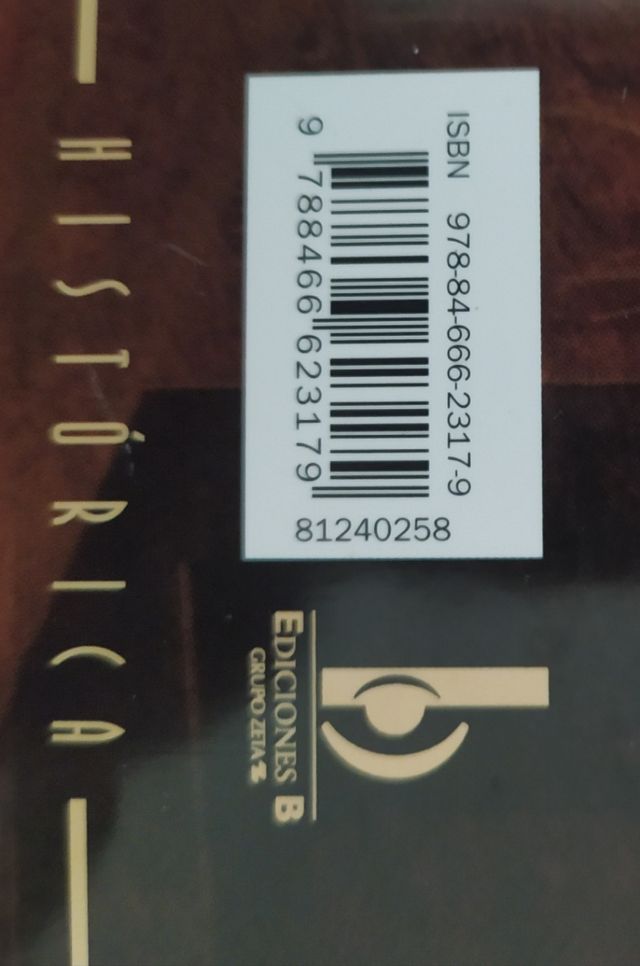 HISTÓRICA
ISBN 978-84-666-2317-9
9 788466 623179
81240258
EDICIONES B
GRUPO ZETA